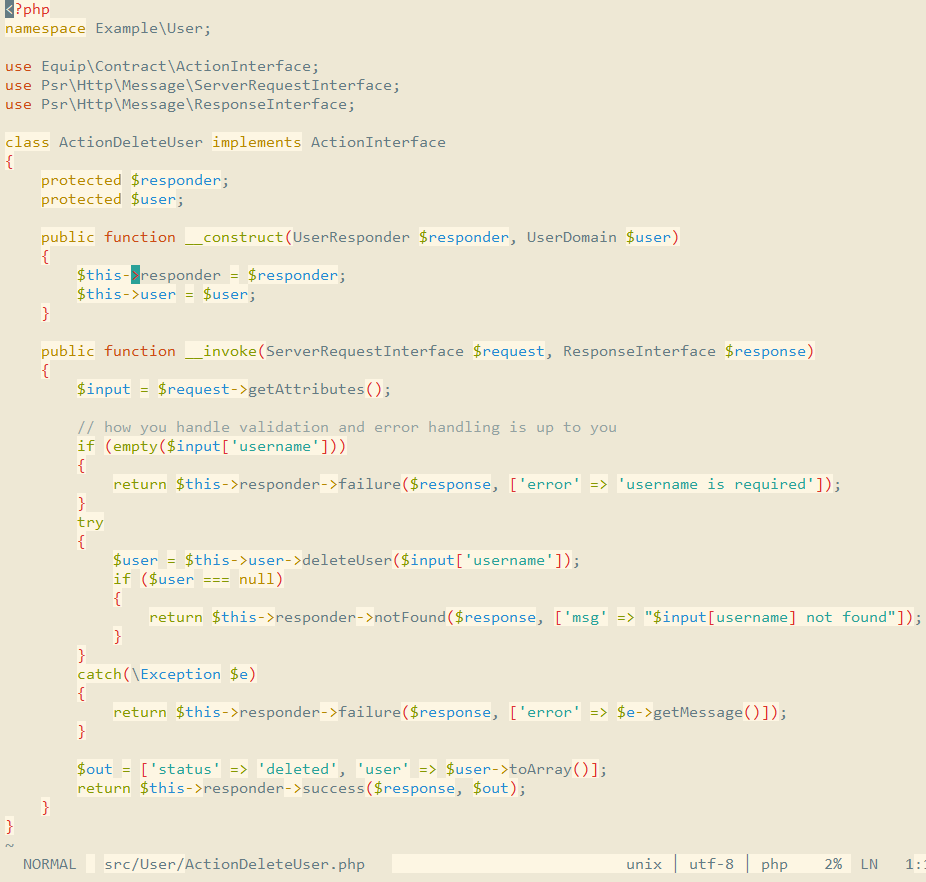 <?php
namespace Example\User;

use Equip\Contract\ActionInterface;
use Psr\Http\Message\ServerRequestInterface;
use Psr\Http\Message\ResponseInterface;

class ActionDeleteUser implements ActionInterface
{
    protected $responder;
    protected $user;

    public function __construct(UserResponder $responder, UserDomain $user)
    {
        $this->responder = $responder;
        $this->user = $user;
    }

    public function __invoke(ServerRequestInterface $request, ResponseInterface $response)
    {
        $input = $request->getAttributes();

        // how you handle validation and error handling is up to you
        if (empty($input['username']))
        {
            return $this->responder->failure($response, ['error' => 'username is required']);
        }
        try
        {
            $user = $this->user->deleteUser($input['username']);
            if ($user === null)
            {
                return $this->responder->notFound($response, ['msg' => "$input[username] not found"]);
            }
        }
        catch(\Exception $e)
        {
            return $this->responder->failure($response, ['error' => $e->getMessage()]);
        }

        $out = ['status' => 'deleted', 'user' => $user->toArray()];
        return $this->responder->success($response, $out);
    }
}
~
NORMAL src/User/ActionDeleteUser.php unix | utf-8 | php 2% LN 1: